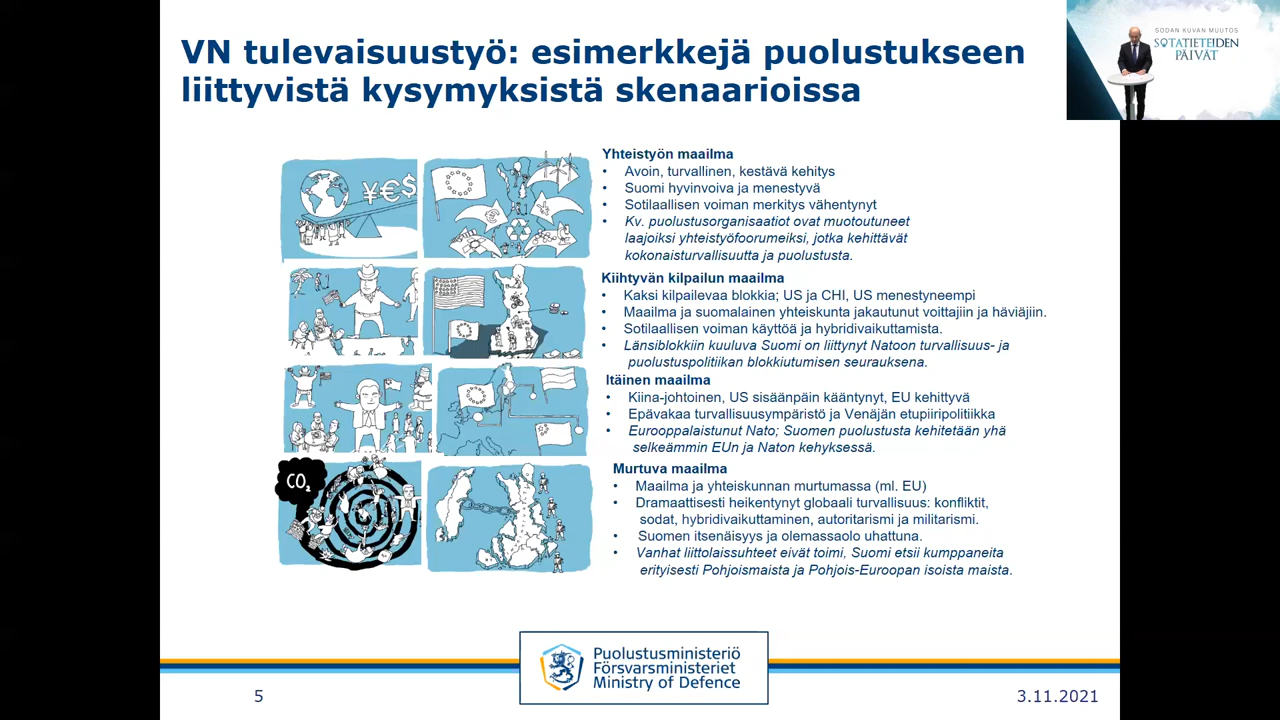 VN tulevaisuustyö: esimerkkejä puolustukseen
liittyvistä kysymyksistä skenaarioissa
SODAN KUVAN MUUTOS
SOTATIETEIDEN
PÄIVÄT
¥€$
CO₂
Yhteistyön maailma
• Avoin, turvallinen, kestävä kehitys
• Suomi hyvinvoiva ja menestyvä
• Sotilaallisen voiman merkitys vähentynyt
• Kv. puolustusorganisaatiot ovat muotoutuneet
laajoiksi yhteistyöfoorumeiksi, jotka kehittävät
kokonaisturvallisuutta ja puolustusta.
Kiihtyvän kilpailun maailma
• Kaksi kilpailevaa blokkia; US ja CHI, US menestyneempi
• Maailma ja suomalainen yhteiskunta jakautunut voittajiin ja häviäjiin.
• Sotilaallisen voiman käyttöä ja hybridivaikuttamista.
• Länsiblokkiin kuuluva Suomi on liittynyt Natoon turvallisuus- ja
puolustuspolitiikan blokkiutumisen seurauksena.
Itäinen maailma
• Kiina-johtoinen, US sisäänpäin kääntynyt, EU kehittyvä
• Epävakaa turvallisuusympäristö ja Venäjän etupiiripolitiikka
• Eurooppalaistunut Nato; Suomen puolustusta kehitetään yhä
selkeämmin EUn ja Naton kehyksessä.
Murtuva maailma
• Maailma ja yhteiskunnan murtumassa (ml. EU)
• Dramaattisesti heikentynyt globaali turvallisuus: konfliktit,
sodat, hybridivaikuttaminen, autoritarismi ja militarismi.
• Suomen itsenäisyys ja olemassaolo uhattuna.
• Vanhat liittolaissuhteet eivät toimi, Suomi etsii kumppaneita
erityisesti Pohjoismaista ja Pohjois-Euroopan isoista maista.
Puolustusministeriö
Försvarsministeriet
Ministry of Defence
5
3.11.2021